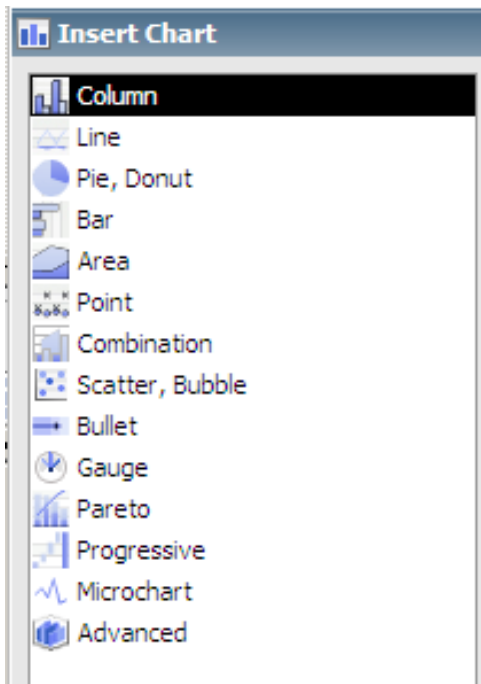 Insert Chart
Column
Line
Pie, Donut
Bar
Area
Point
Combination
Scatter, Bubble
Bullet
Gauge
Pareto
Progressive
Microchart
Advanced